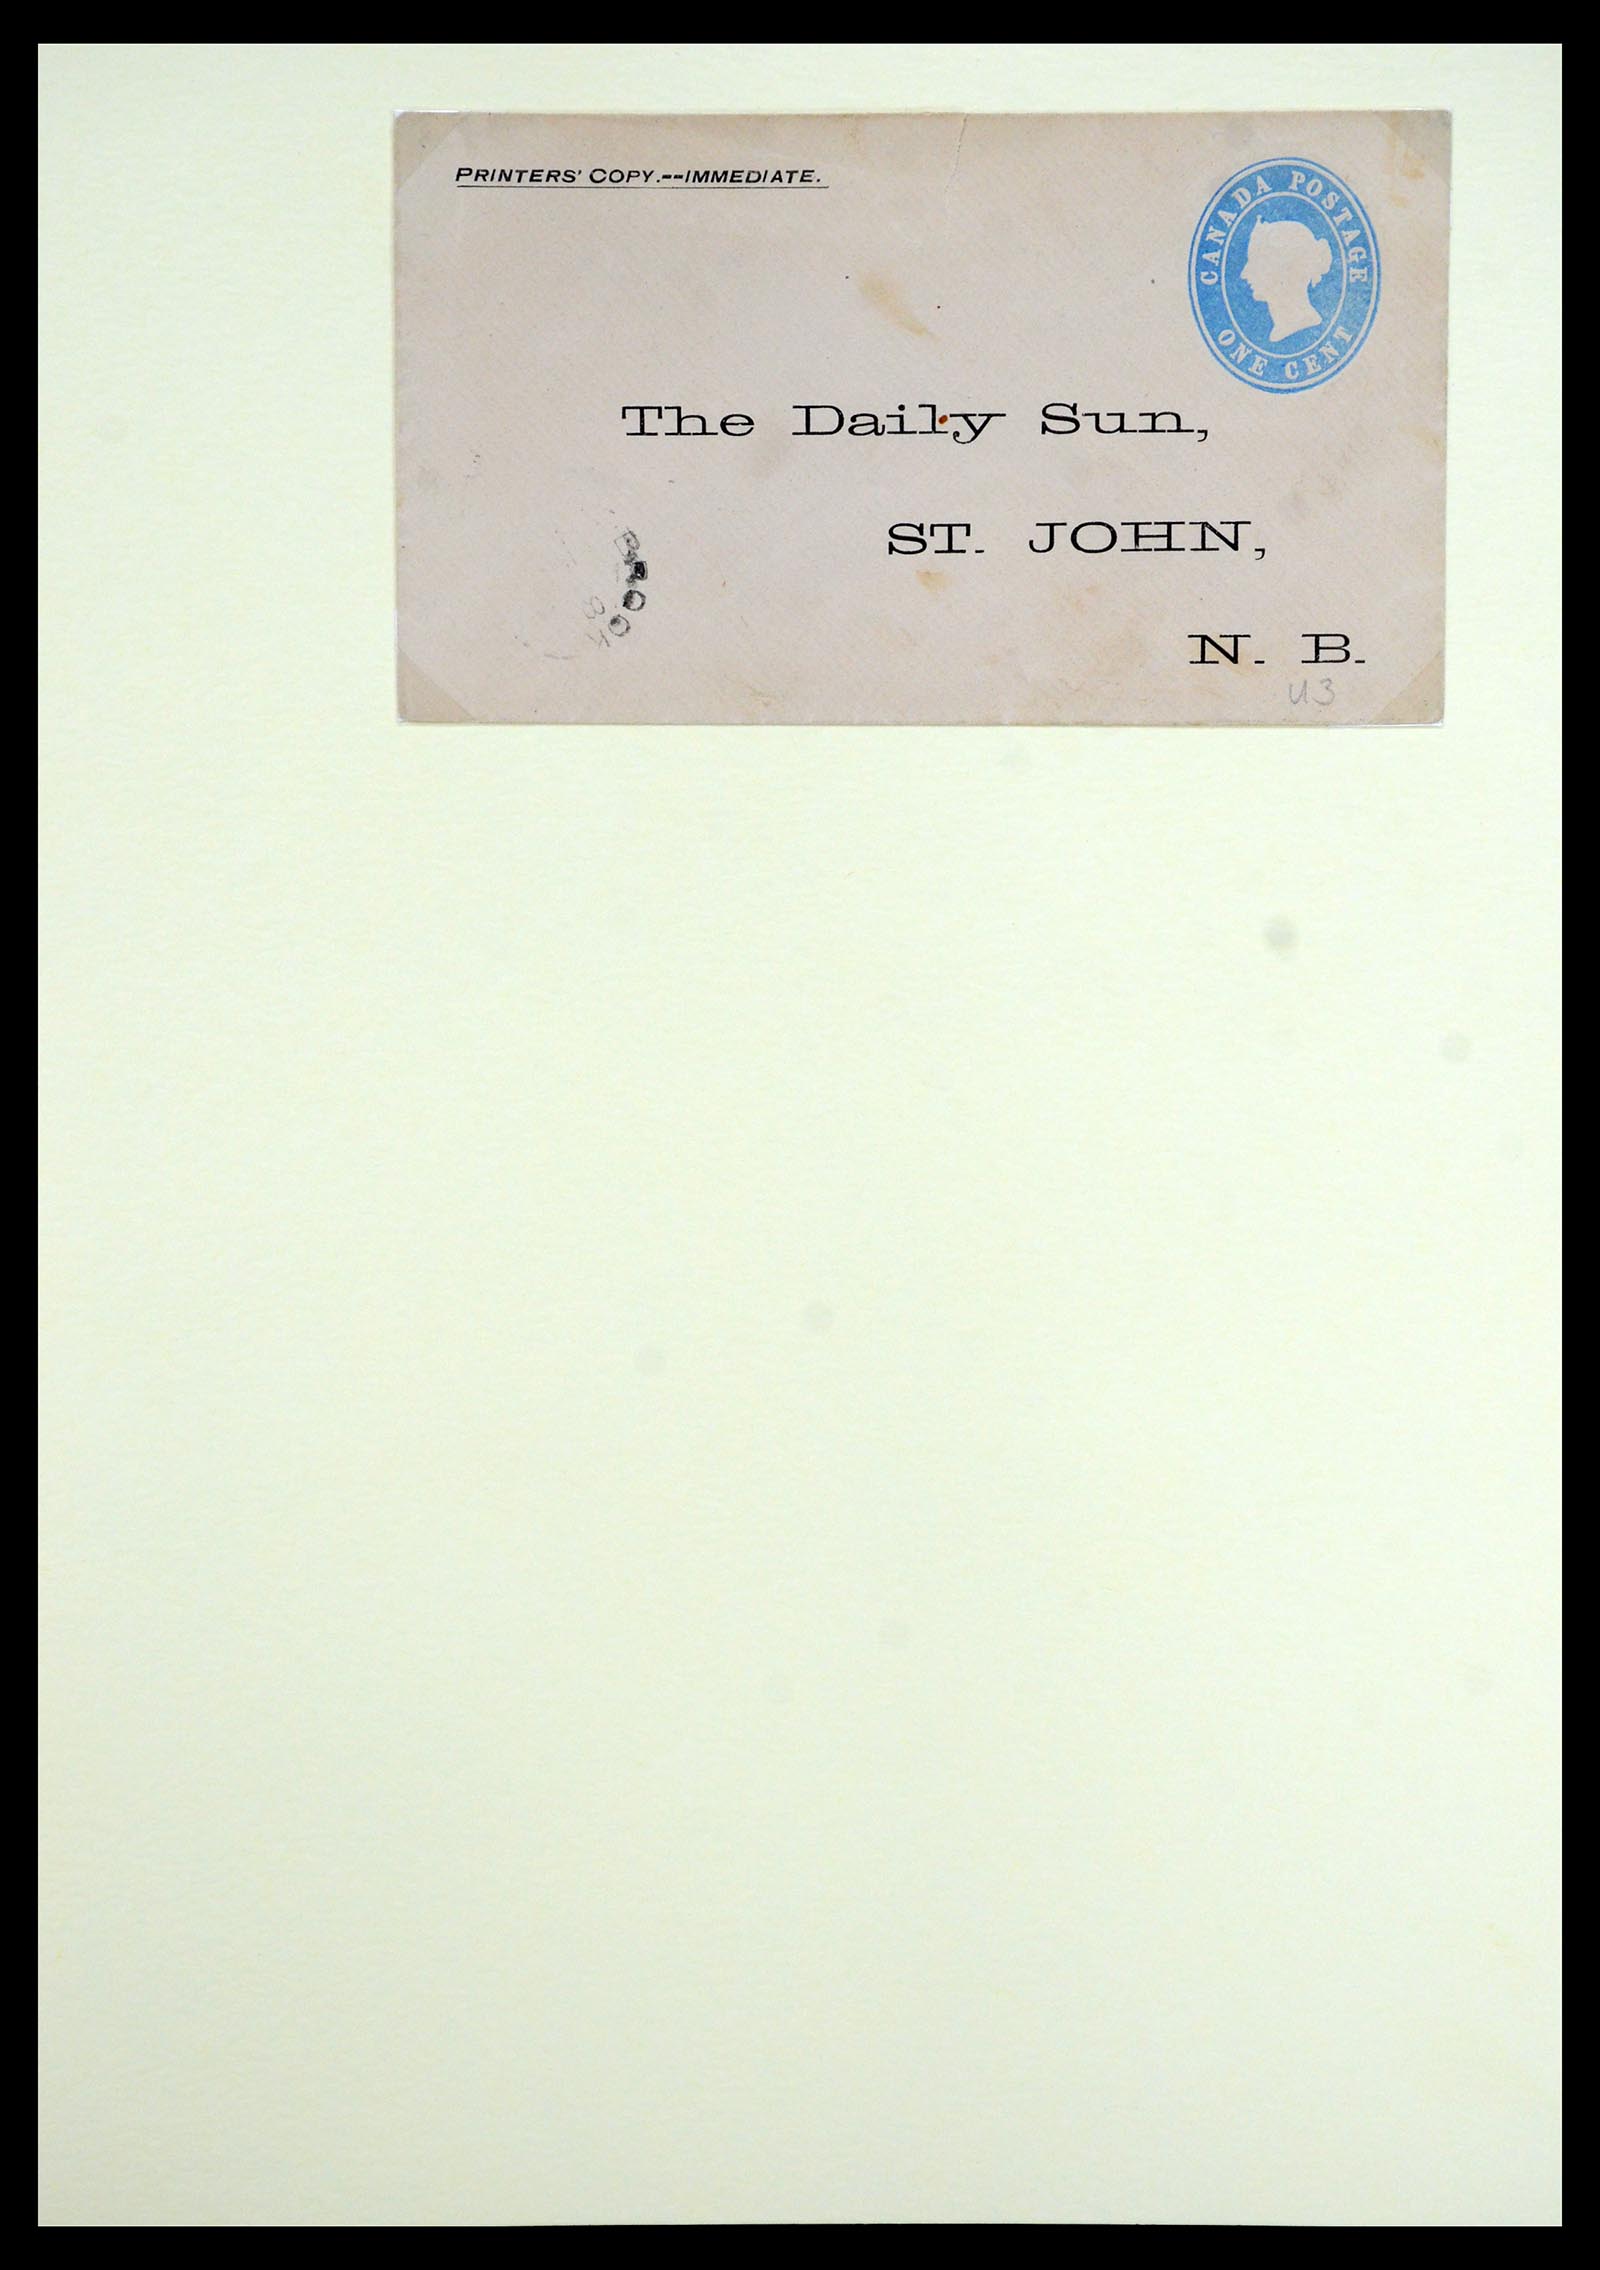 PRINTERS' COPY.--IMMEDIATE.
CANADA POSTAGE
ONE CENT
The Daily Sun,
ST. JOHN,
N. B.
U3